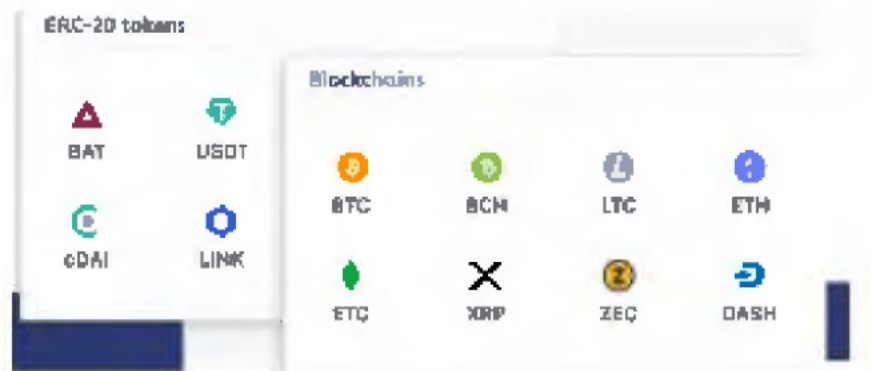 ERC-20 tokens
BAT USDT
cDAI LINK
Blockchains
BTC BCH LTC ETH
ETC XRP ZEC DASH